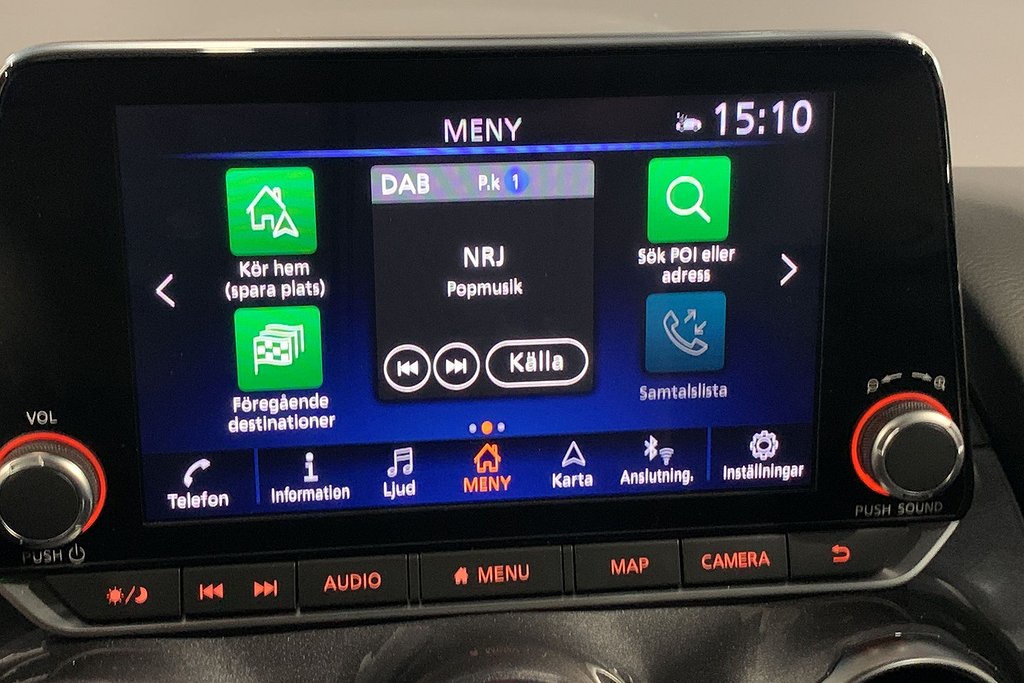 MENY
15:10
Kör hem
(spara plats)
DAB P.k 1
NRJ
Popmusik
Källa
Sök POI eller
adress
Föregående
destinationer
Samtalslista
Telefon
Information
Ljud
MENY
Karta
Anslutning.
Inställningar
VOL
PUSH
PUSH SOUND
AUDIO
MENU
MAP
CAMERA